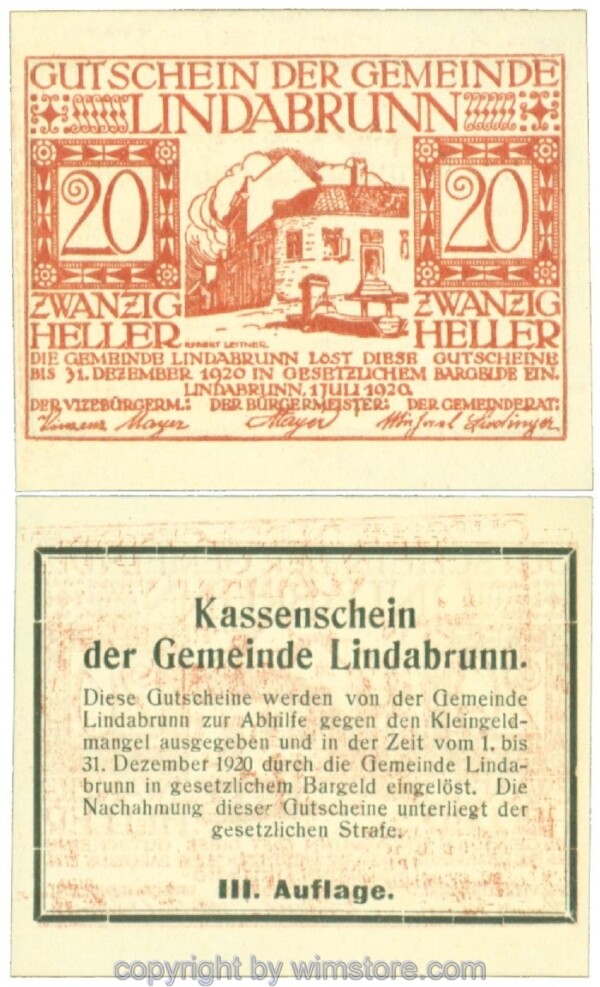 GUTSCHEIN DER GEMEINDE
LINDABRUNN
20
20
ZWANZIG
HELLER
ZWANZIG
HELLER
ROBERT LEITNER
DIE GEMEINDE LINDABRUNN LÖST DIESE GUTSCHEINE
BIS 31. DEZEMBER 1920 IN GESETZLICHEM BARGELDE EIN.
LINDABRUNN, 1 JULI 1920
DER VIZEBÜRGERM.: DER BÜRGERMEISTER: DER GEMEINDERAT:
Vinzenz Mayer Mayer Michael Lindinger
Kassenschein
der Gemeinde Lindabrunn.
Diese Gutscheine werden von der Gemeinde
Lindabrunn zur Abhilfe gegen den Kleingeld-
mangel ausgegeben und in der Zeit vom 1. bis
31. Dezember 1920 durch die Gemeinde Linda-
brunn in gesetzlichem Bargeld eingelöst. Die
Nachahmung dieser Gutscheine unterliegt der
gesetzlichen Strafe.
III. Auflage.
copyright by wimstore.com